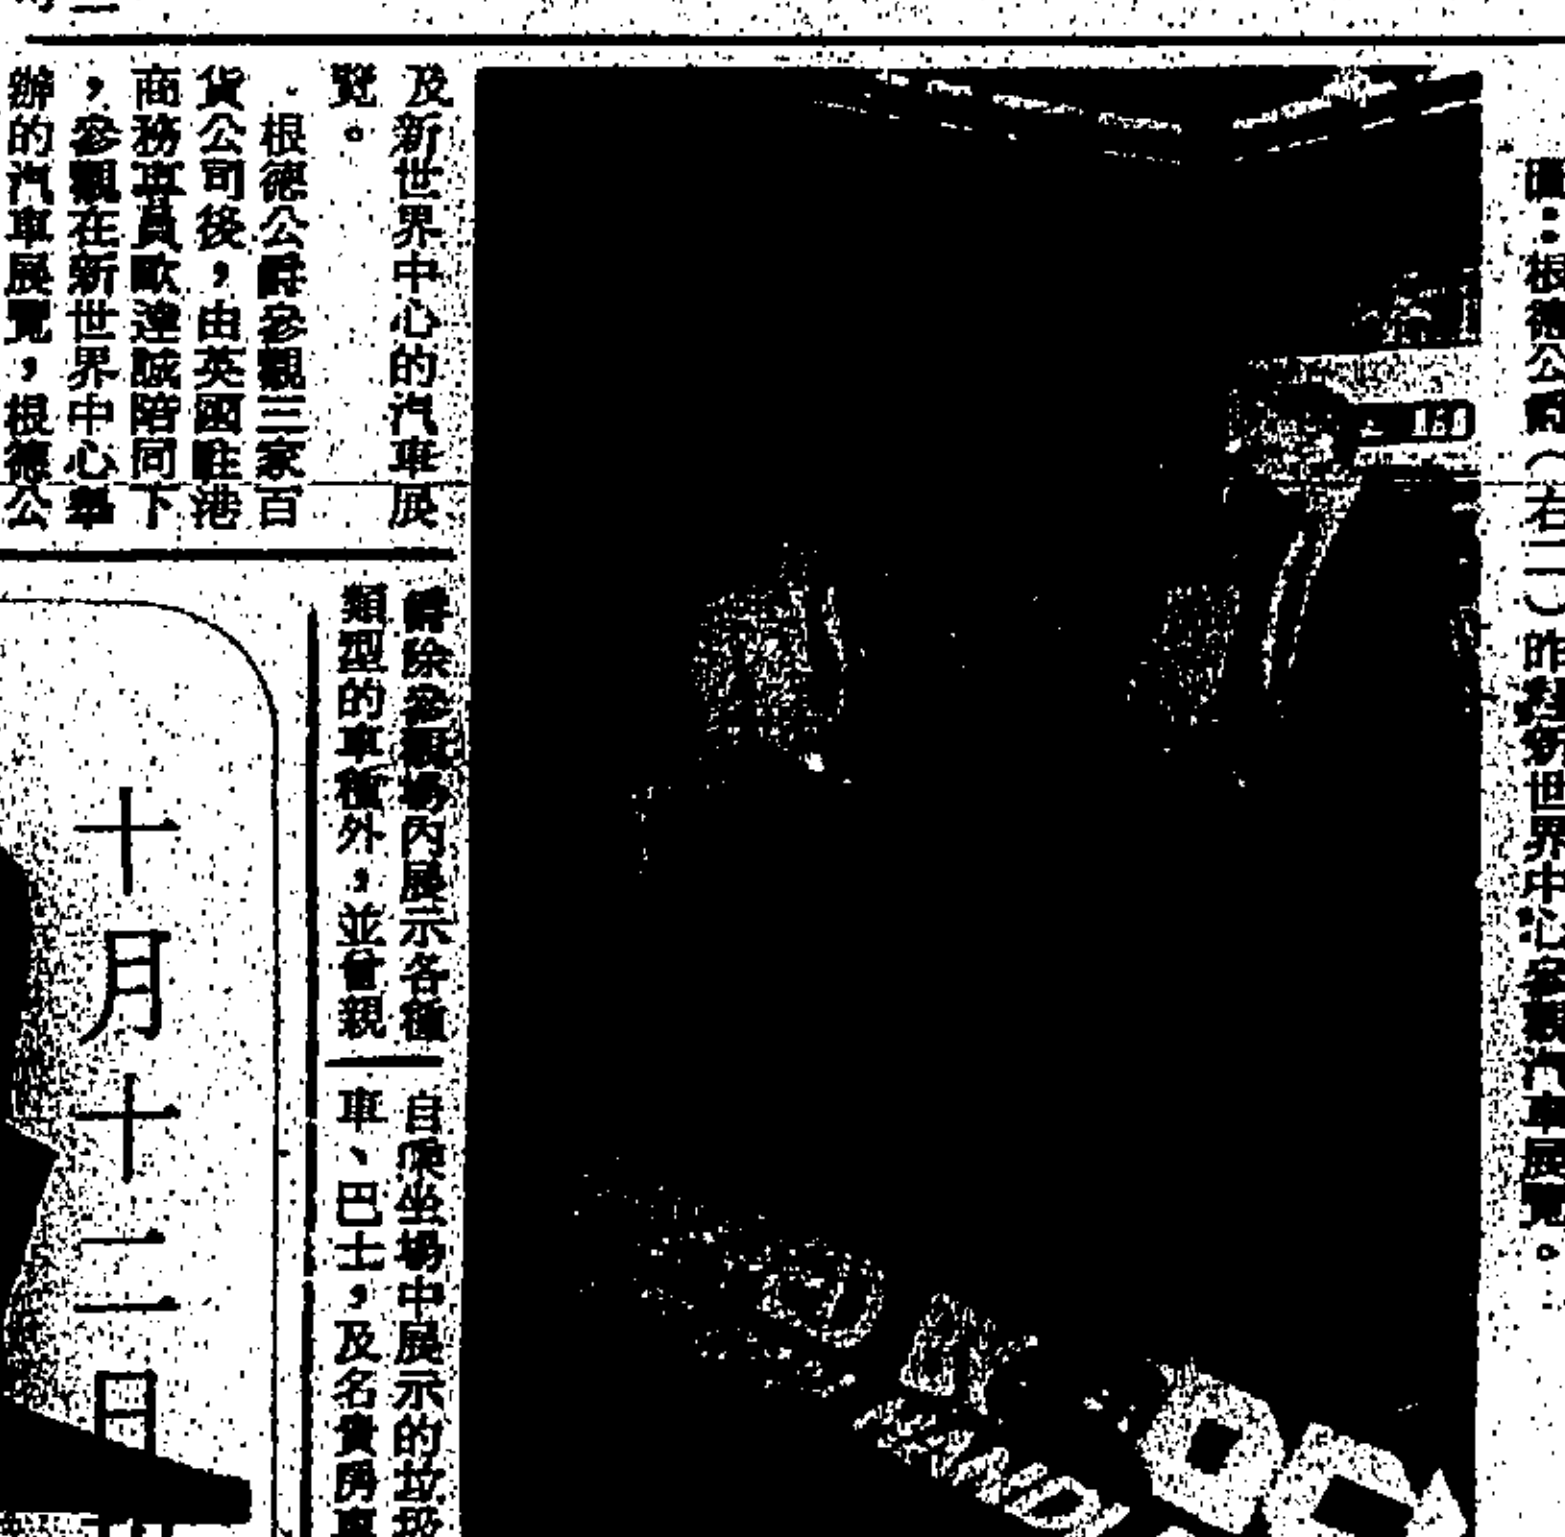 圖：根德公爵（右二）昨到新世界中心參觀汽車展覽。
及新世界中心的汽車展
覽。
根德公爵參觀三家百
貨公司後，由英國駐港
商務專員歐達誠陪同下
，參觀在新世界中心舉
辦的汽車展覽，根德公
爵除參觀場內展示各種
類型的車種外，並曾親
自乘坐場中展示的垃圾
車、巴士，及名貴房車
十月十二日